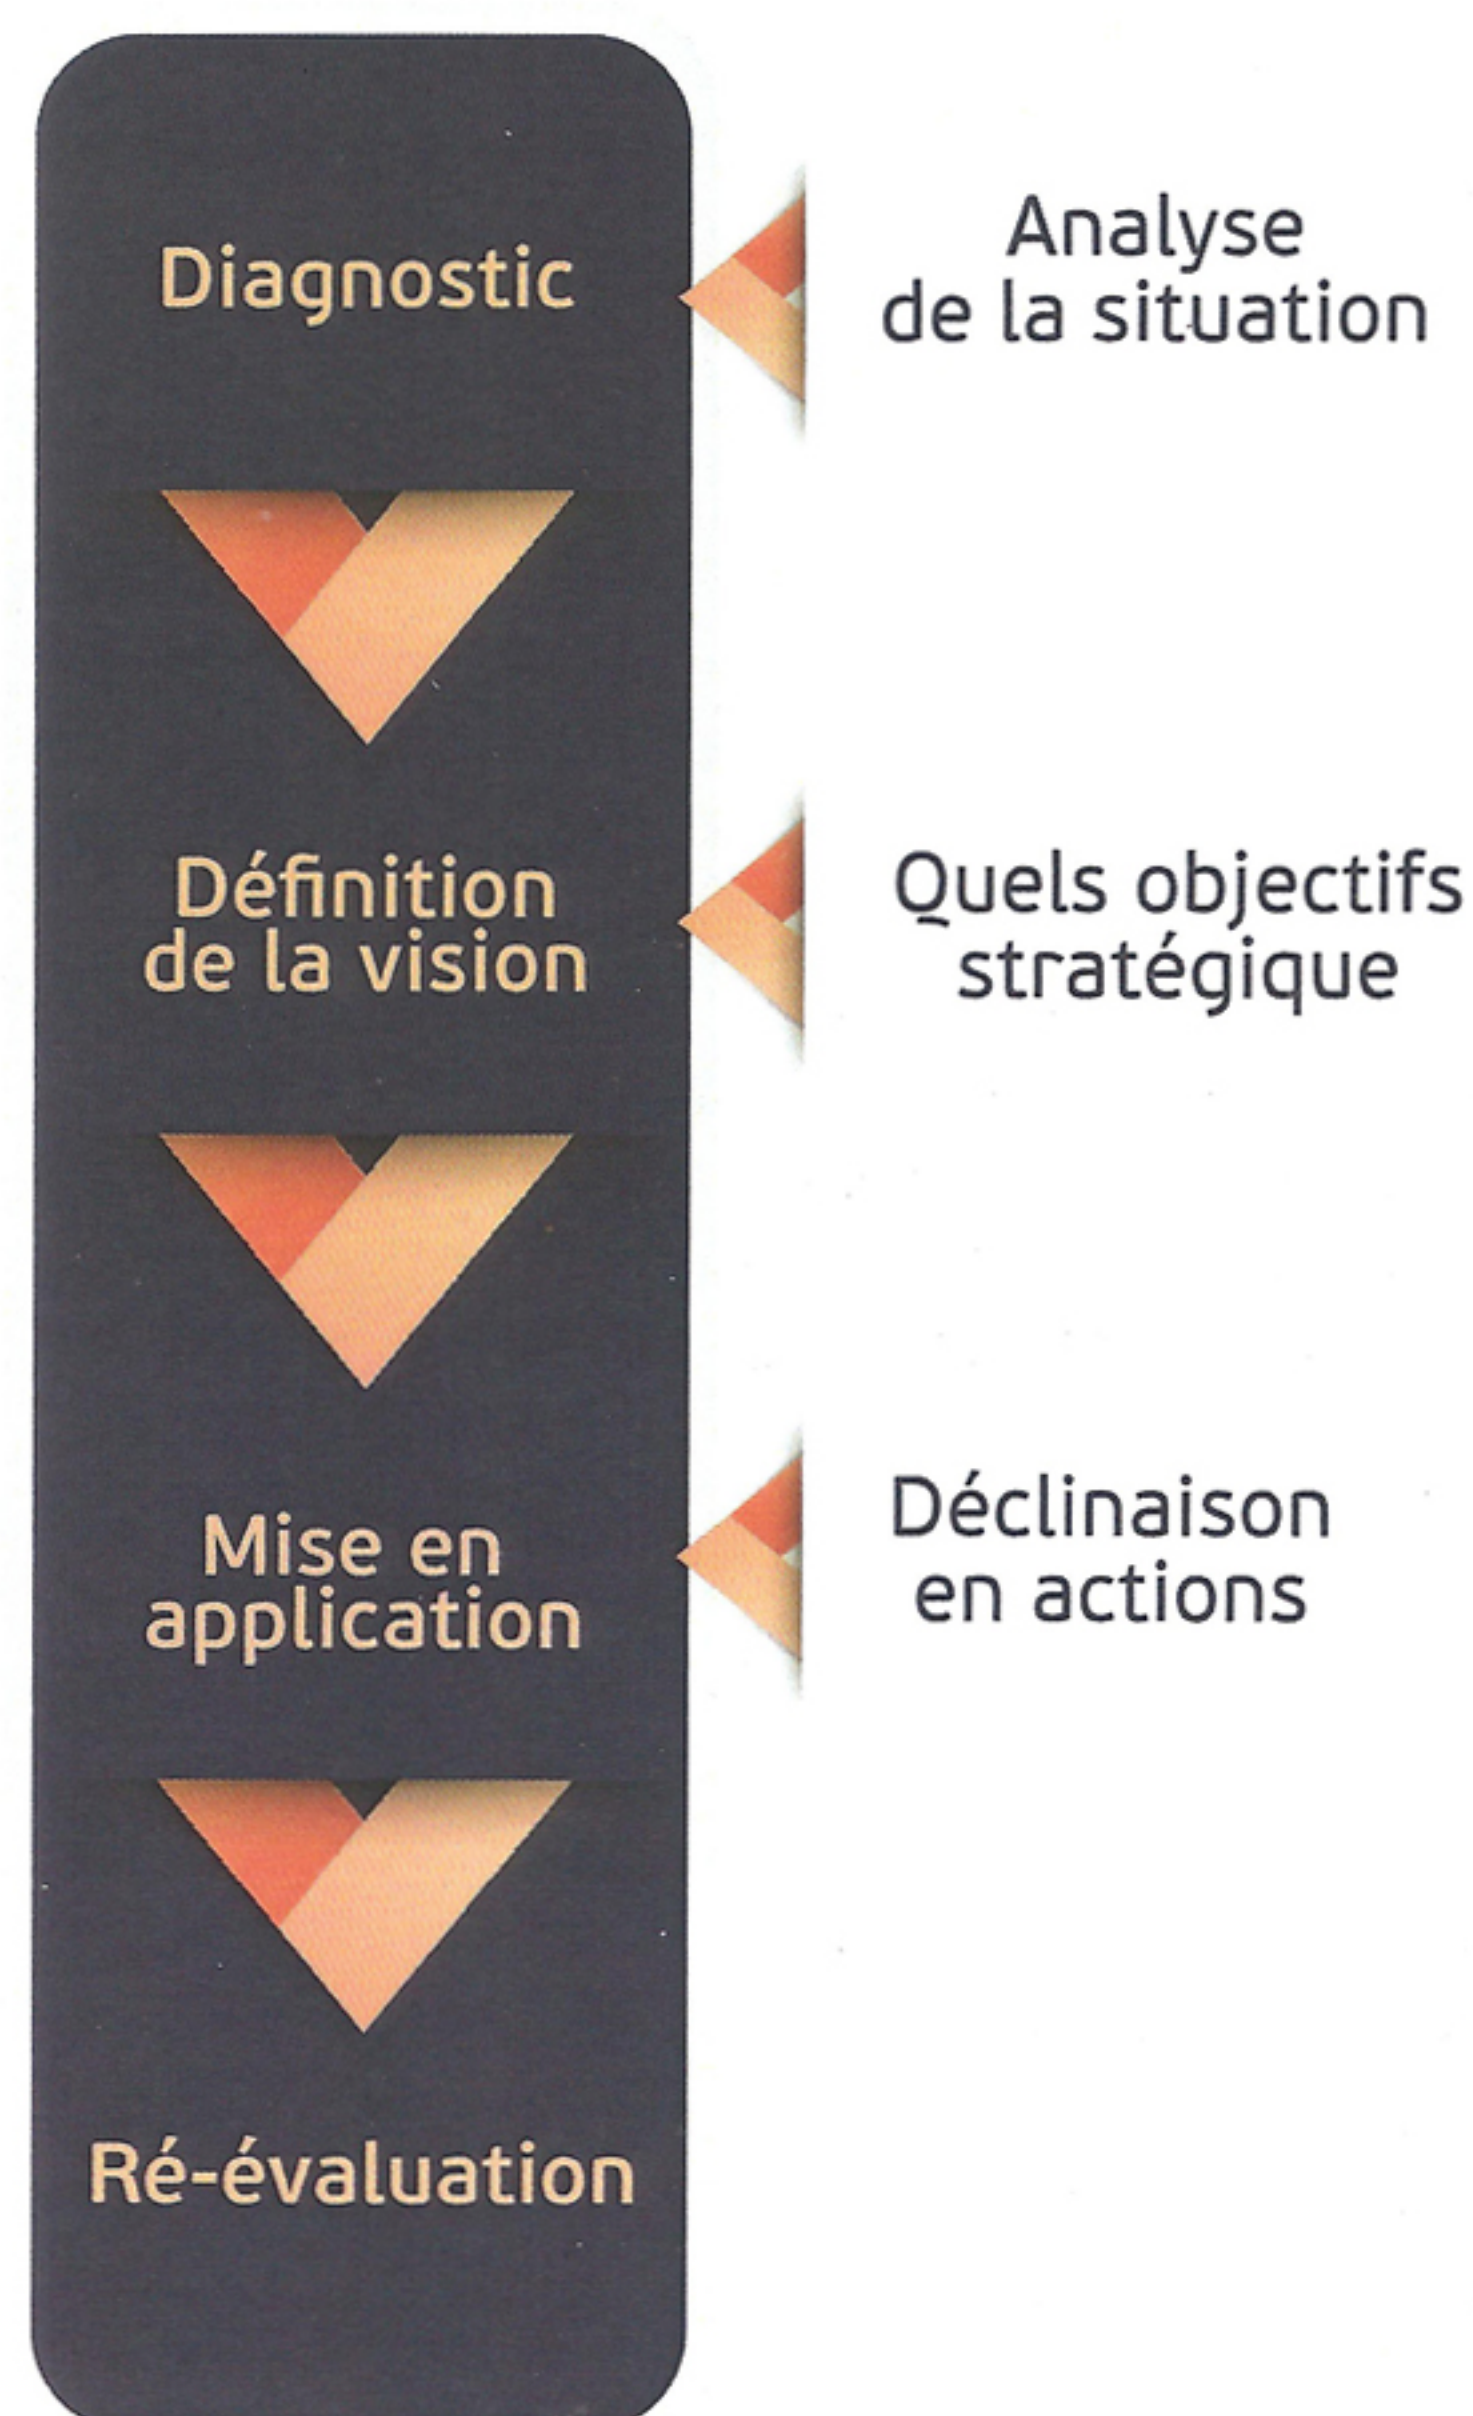 Diagnostic
Analyse
de la situation
Définition
de la vision
Quels objectifs
stratégique
Mise en
application
Déclinaison
en actions
Ré-évaluation